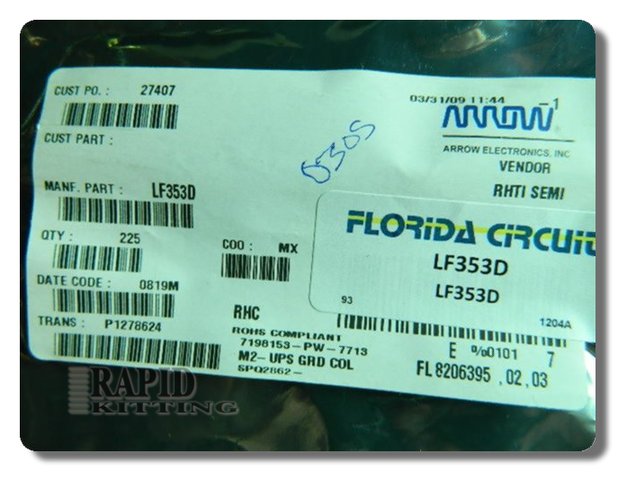 CUST PO. : 27407
03/31/09 11:44
ARROW
ARROW ELECTRONICS, INC
CUST PART :
VENDOR
RHTI SEMI
MANF. PART : LF353D
FLORIDA CIRCUIT
LF353D
LF353D
QTY : 225
COO : MX
DATE CODE : 0819M
93
1204A
TRANS : P1278624
RHC
ROHS COMPLIANT
7198153-PW-7713
M2- UPS GRD COL
SPQ2862-
E %0101 7
FL 8206395 ,02,03
RAPID
KITTING